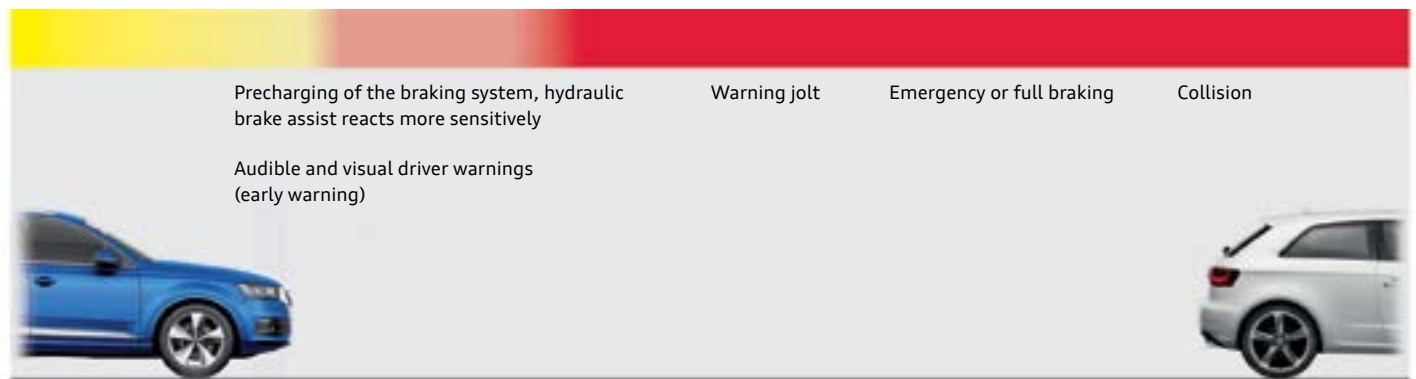 Precharging of the braking system, hydraulic
brake assist reacts more sensitively
Audible and visual driver warnings
(early warning)
Warning jolt
Emergency or full braking
Collision